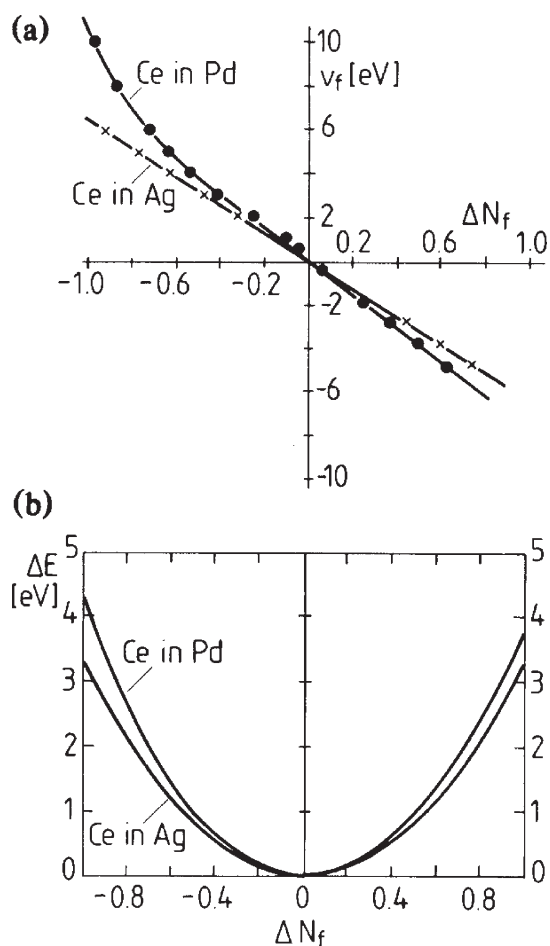 (a)
10
Ce in Pd
ν_f [eV]
6
Ce in Ag
2
ΔN_f
0.2 0.6 1.0
-1.0 -0.6 -0.2
-2
-6
-10
(b)
5 5
ΔE
[eV]
4 4
Ce in Pd
3 3
2 2
1 1
Ce in Ag
0 0
-0.8 -0.4 0 0.4 0.8
ΔN_f